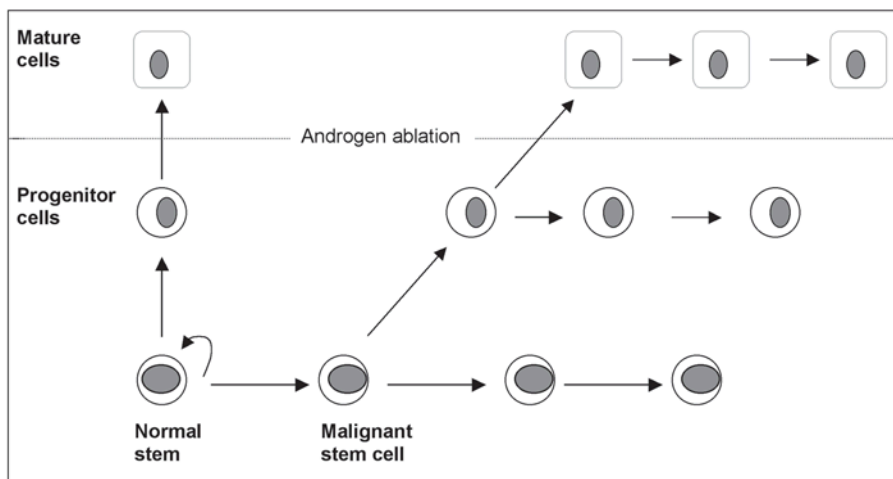 Mature
cells
Androgen ablation
Progenitor
cells
Normal
stem
Malignant
stem cell